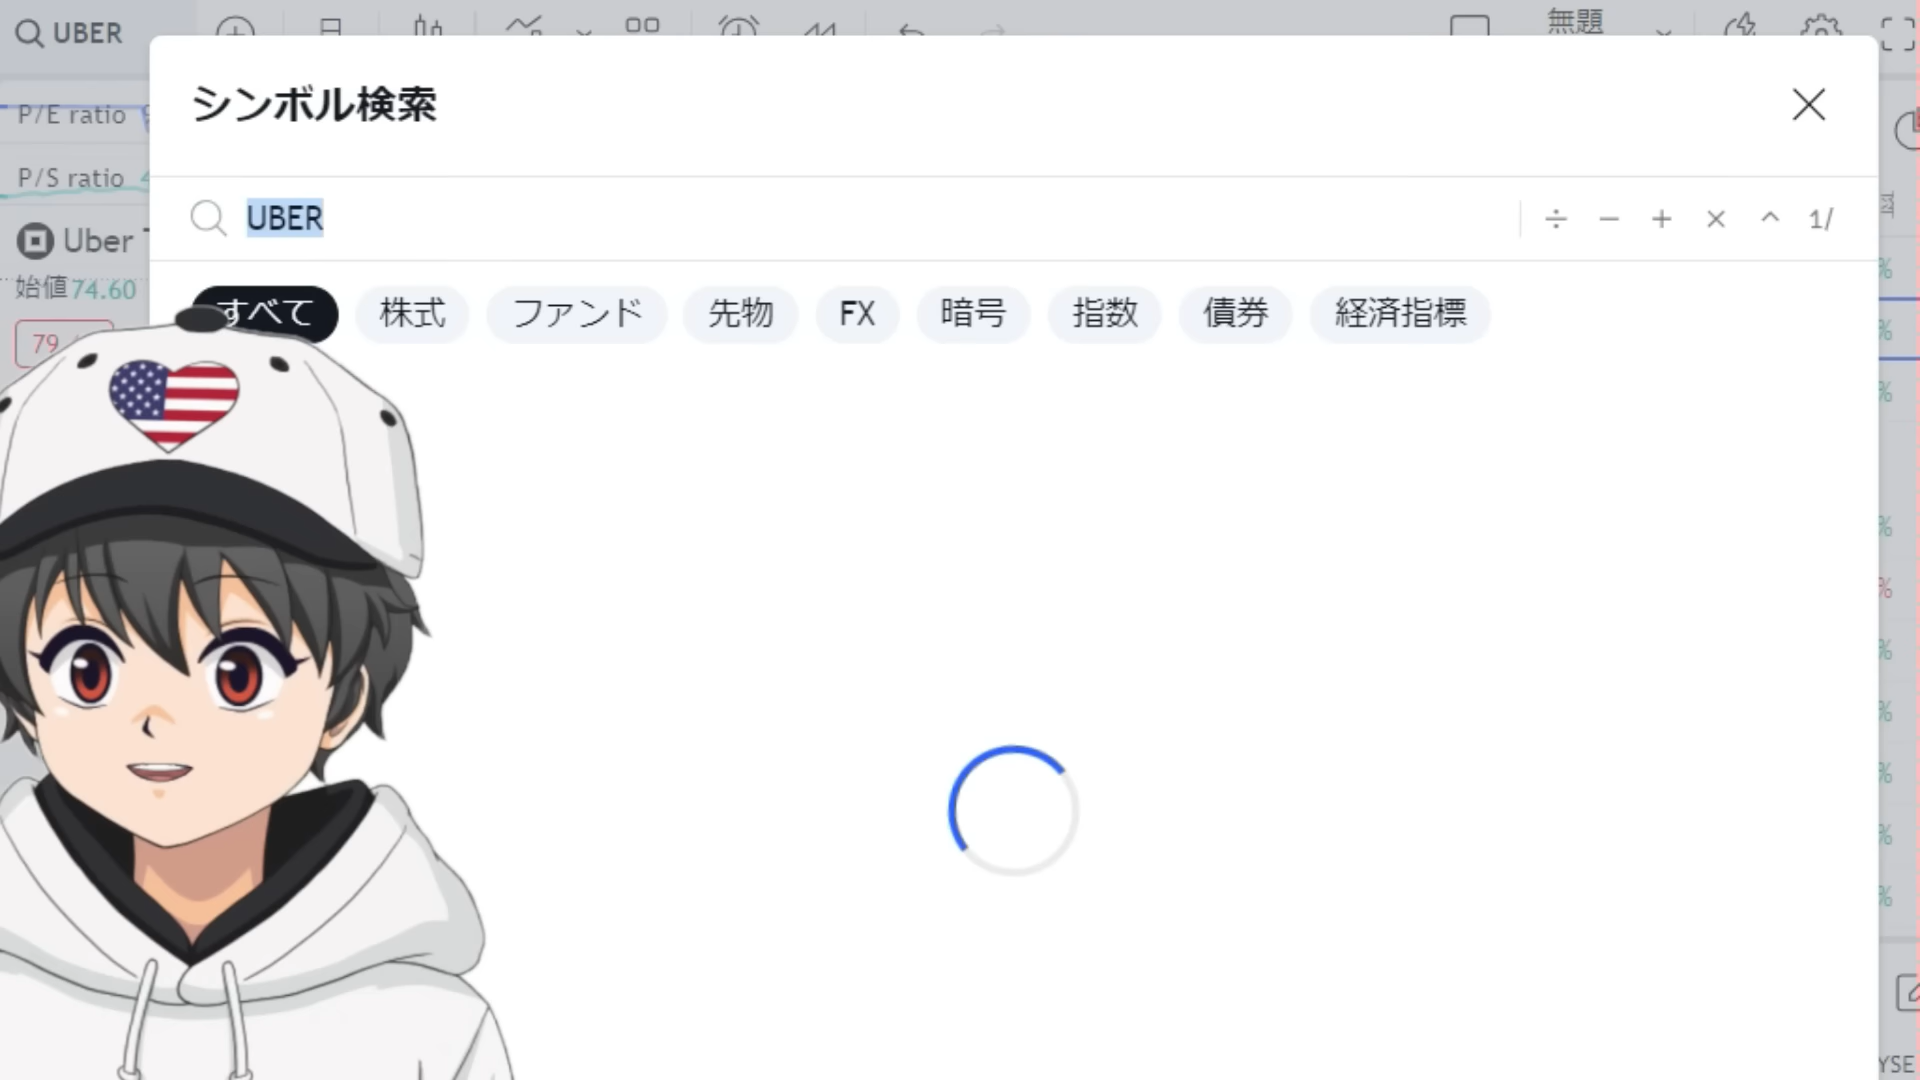 UBER
無題
シンボル検索
P/E ratio
P/S ratio
UBER
÷ − + × ^ 1/
Uber
始値74.60
すべて 株式 ファンド 先物 FX 暗号 指数 債券 経済指標
79
%
%
%
%
%
%
%
%
%
%
YSE